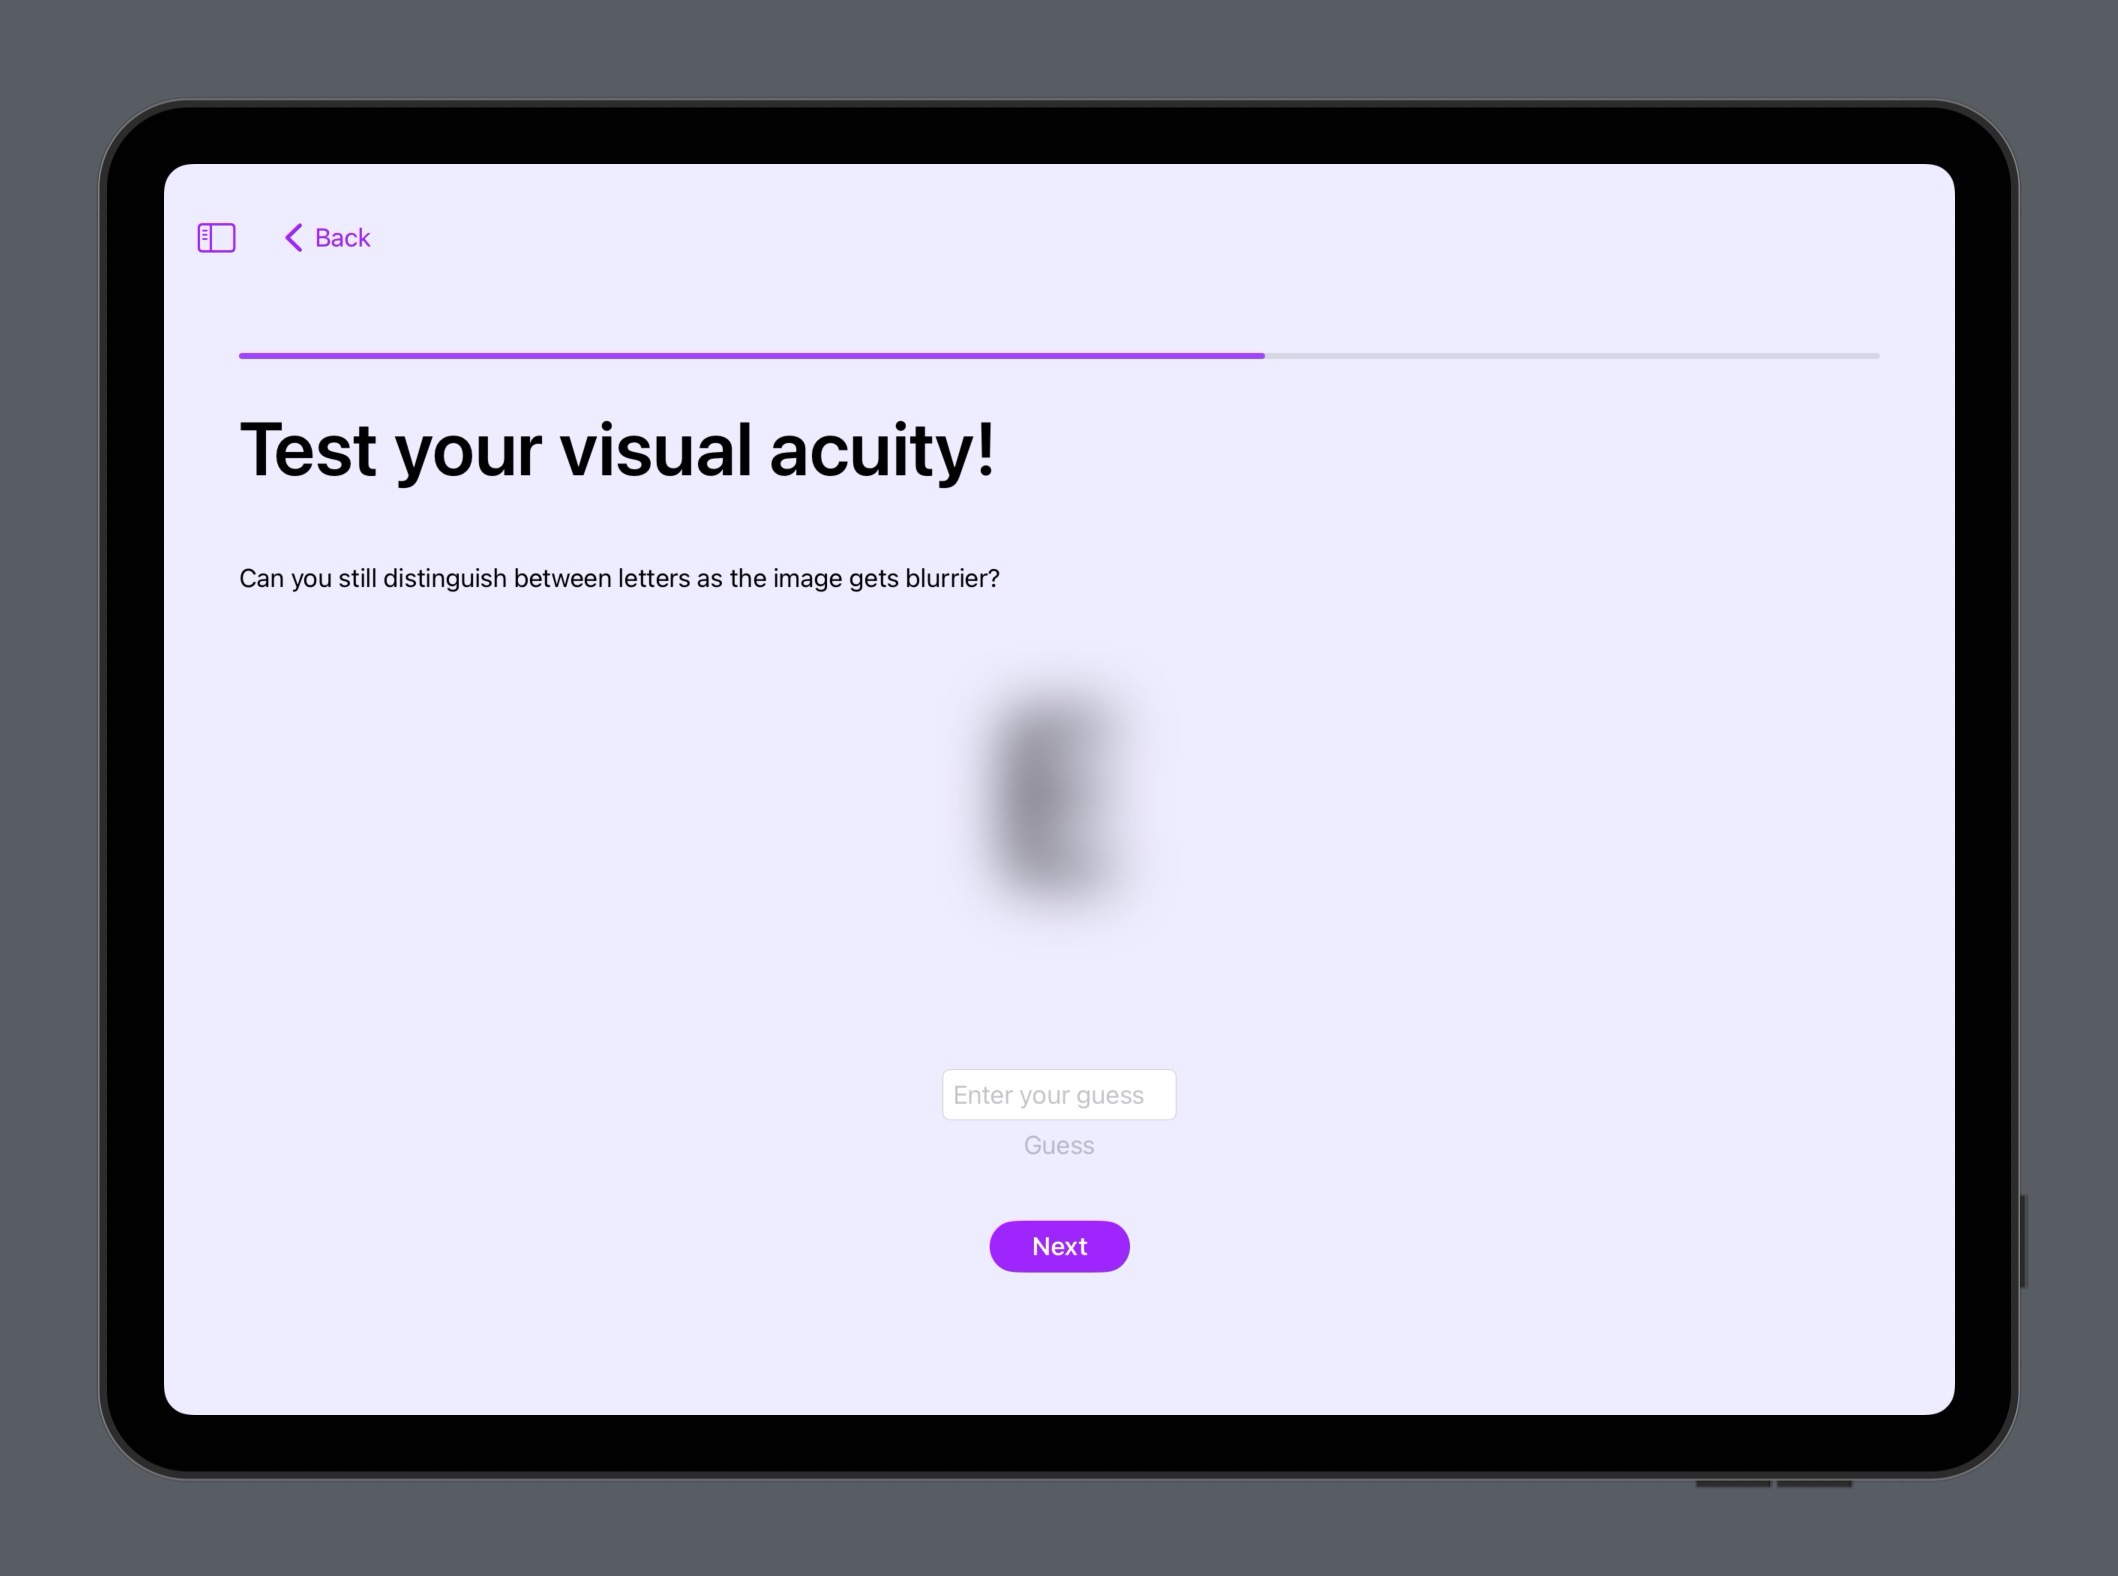 Back
Test your visual acuity!
Can you still distinguish between letters as the image gets blurrier?
Enter your guess
Guess
Next